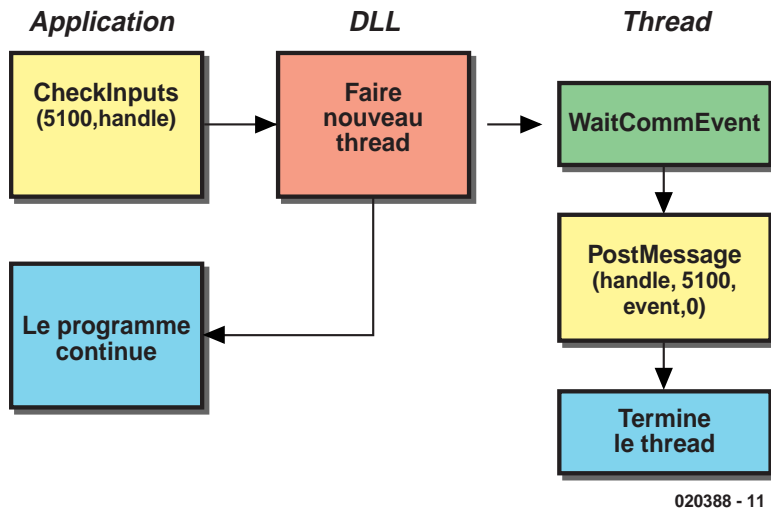 Application
DLL
Thread
CheckInputs
(5100,handle)
Faire
nouveau
thread
WaitCommEvent
PostMessage
(handle, 5100,
event,0)
Le programme
continue
Termine
le thread
020388 - 11